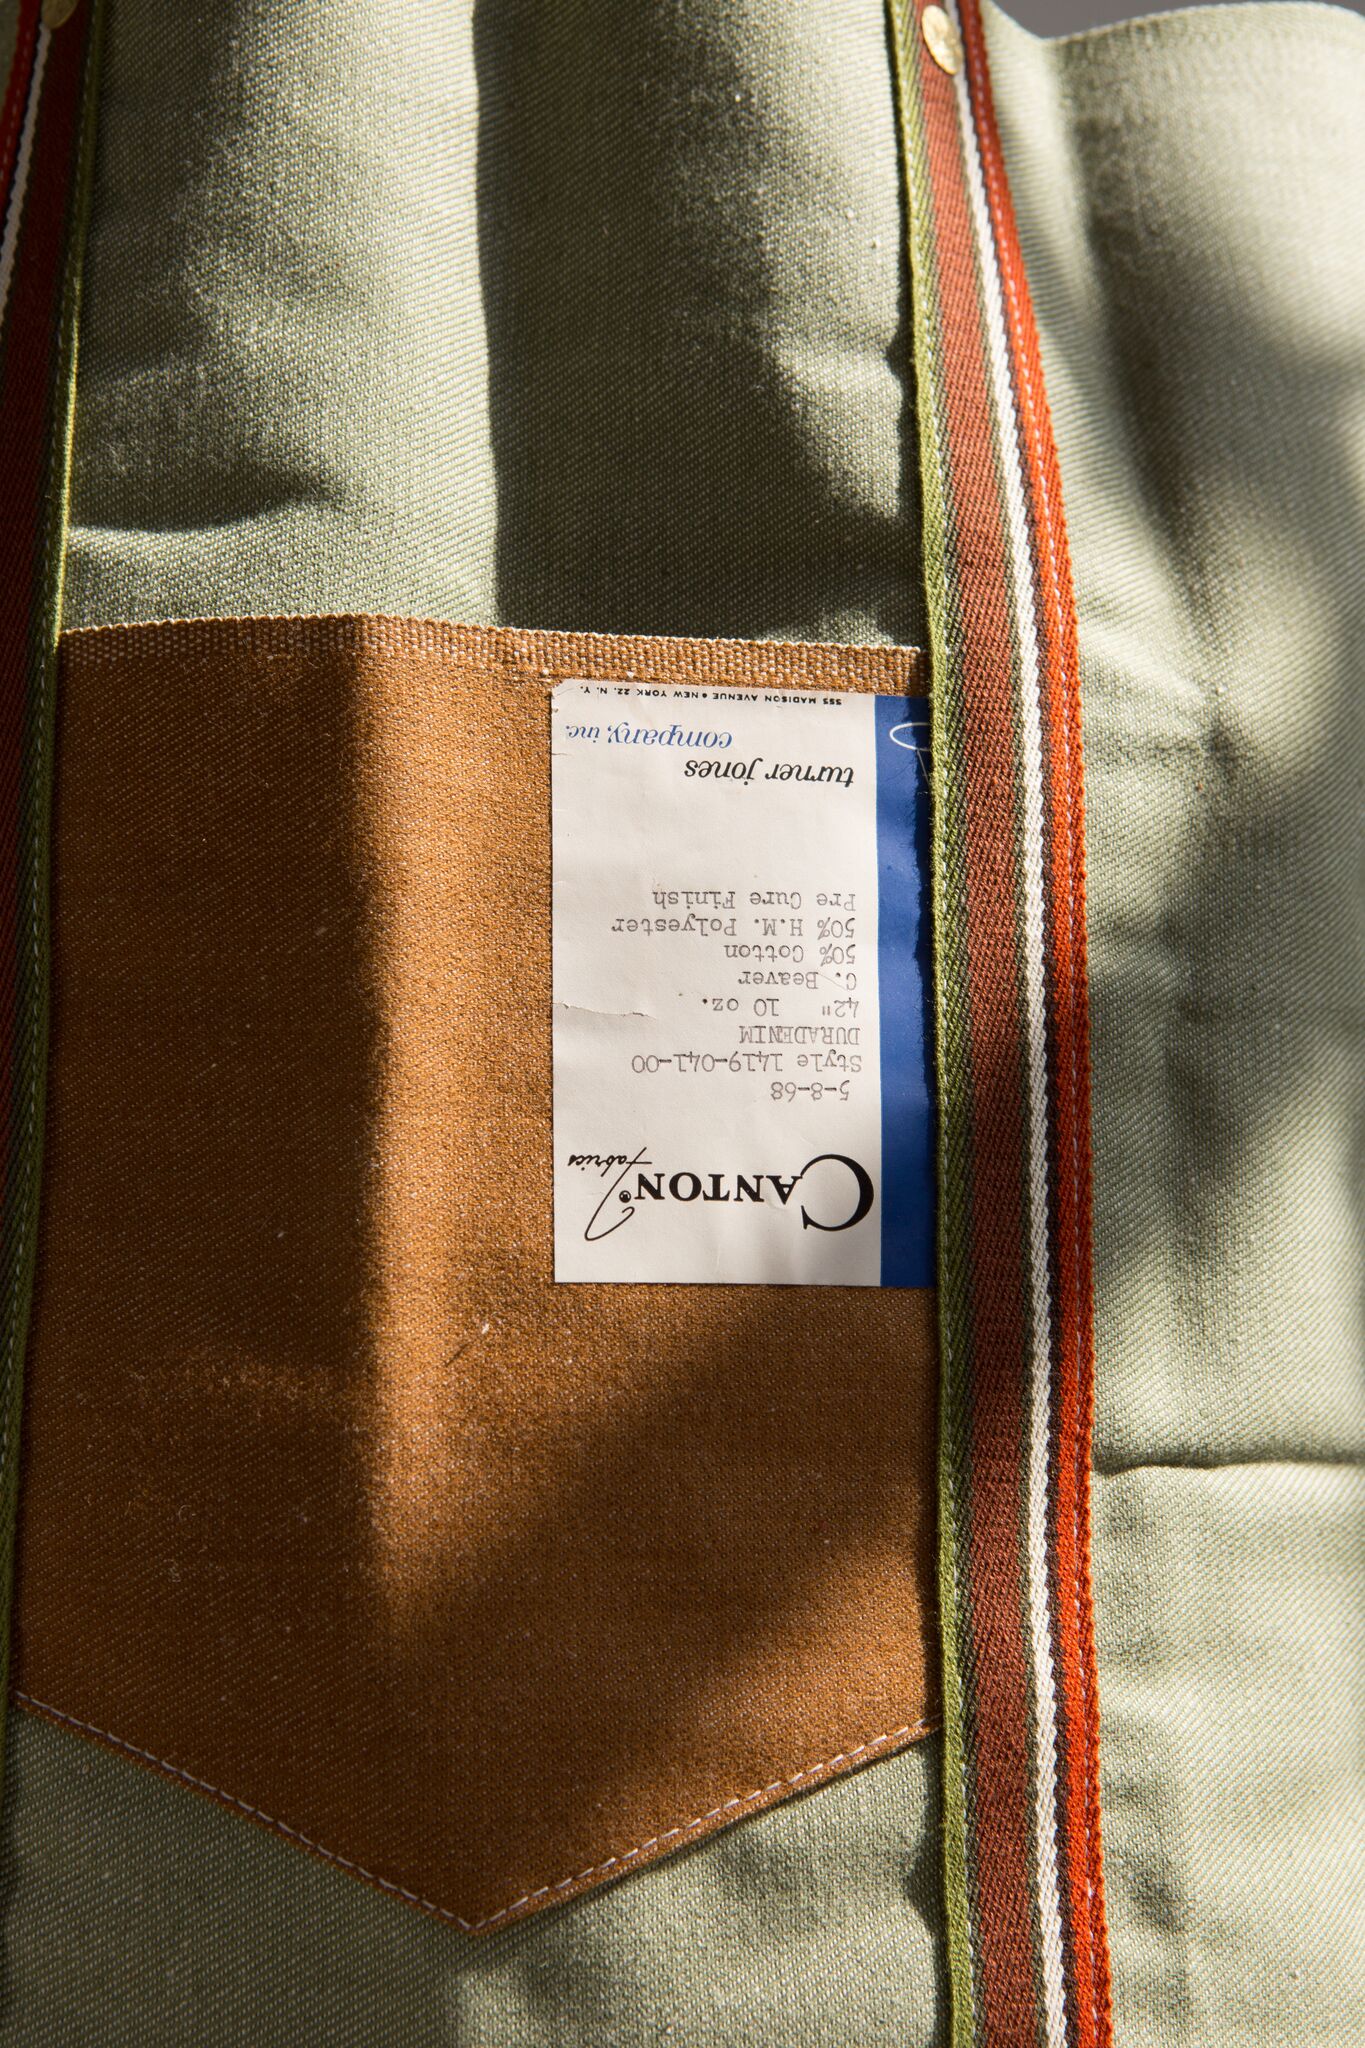 CANTON®
fabrics
5-8-68
Style 1419-041-00
DURADENIM
42" 10 oz.
C. Beaver
50% Cotton
50% H.M. Polyester
Pre Cure Finish
turner jones
company, inc.
555 MADISON AVENUE • NEW YORK 22, N. Y.